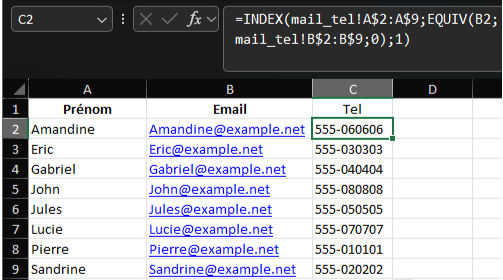 C2 fx =INDEX(mail_tel!A$2:A$9;EQUIV(B2;
mail_tel!B$2:B$9;0);1)
A B C D E
1 Prénom Email Tel
2 Amandine Amandine@example.net 555-060606
3 Eric Eric@example.net 555-030303
4 Gabriel Gabriel@example.net 555-040404
5 John John@example.net 555-080808
6 Jules Jules@example.net 555-050505
7 Lucie Lucie@example.net 555-070707
8 Pierre Pierre@example.net 555-010101
9 Sandrine Sandrine@example.net 555-020202